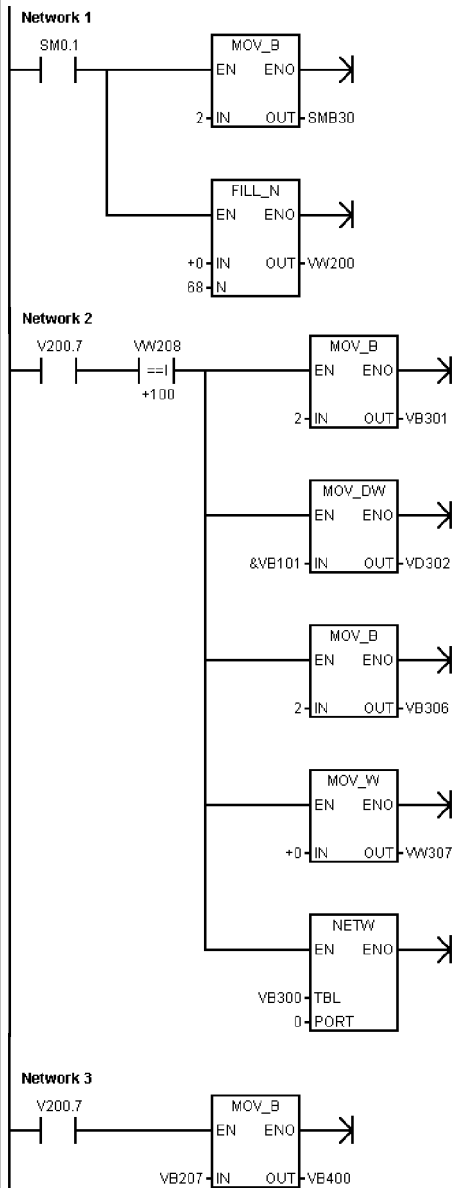 Network 1
SM0.1
MOV_B
EN ENO
2 IN OUT SMB30
FILL_N
EN ENO
+0 IN OUT VW200
68 N
Network 2
V200.7 VW208
==I
+100
MOV_B
EN ENO
2 IN OUT VB301
MOV_DW
EN ENO
&VB101 IN OUT VD302
MOV_B
EN ENO
2 IN OUT VB306
MOV_W
EN ENO
+0 IN OUT VW307
NETW
EN ENO
VB300 TBL
0 PORT
Network 3
V200.7
MOV_B
EN ENO
VB207 IN OUT VB400